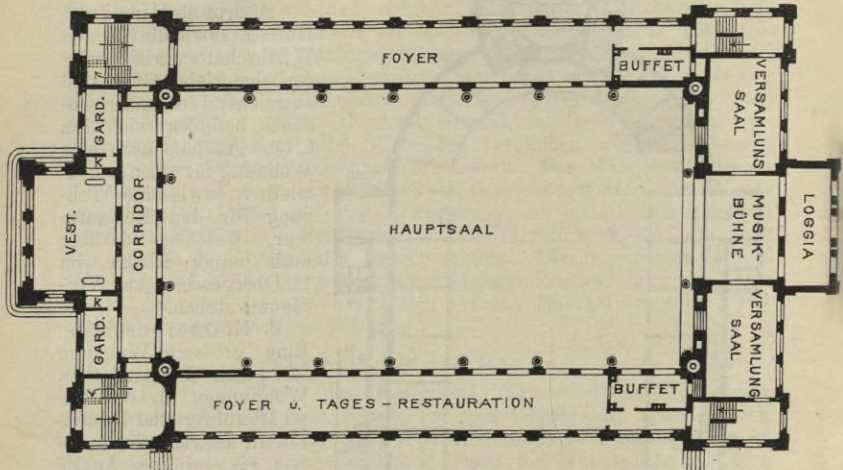 FOYER
BUFFET
VERSAMLUNS
SAAL
GARD.
K
CORRIDOR
VEST.
HAUPTSAAL
MUSIK-
BÜHNE
LOGGIA
K
GARD.
VERSAMLUNG
SAAL
BUFFET
FOYER u. TAGES - RESTAURATION